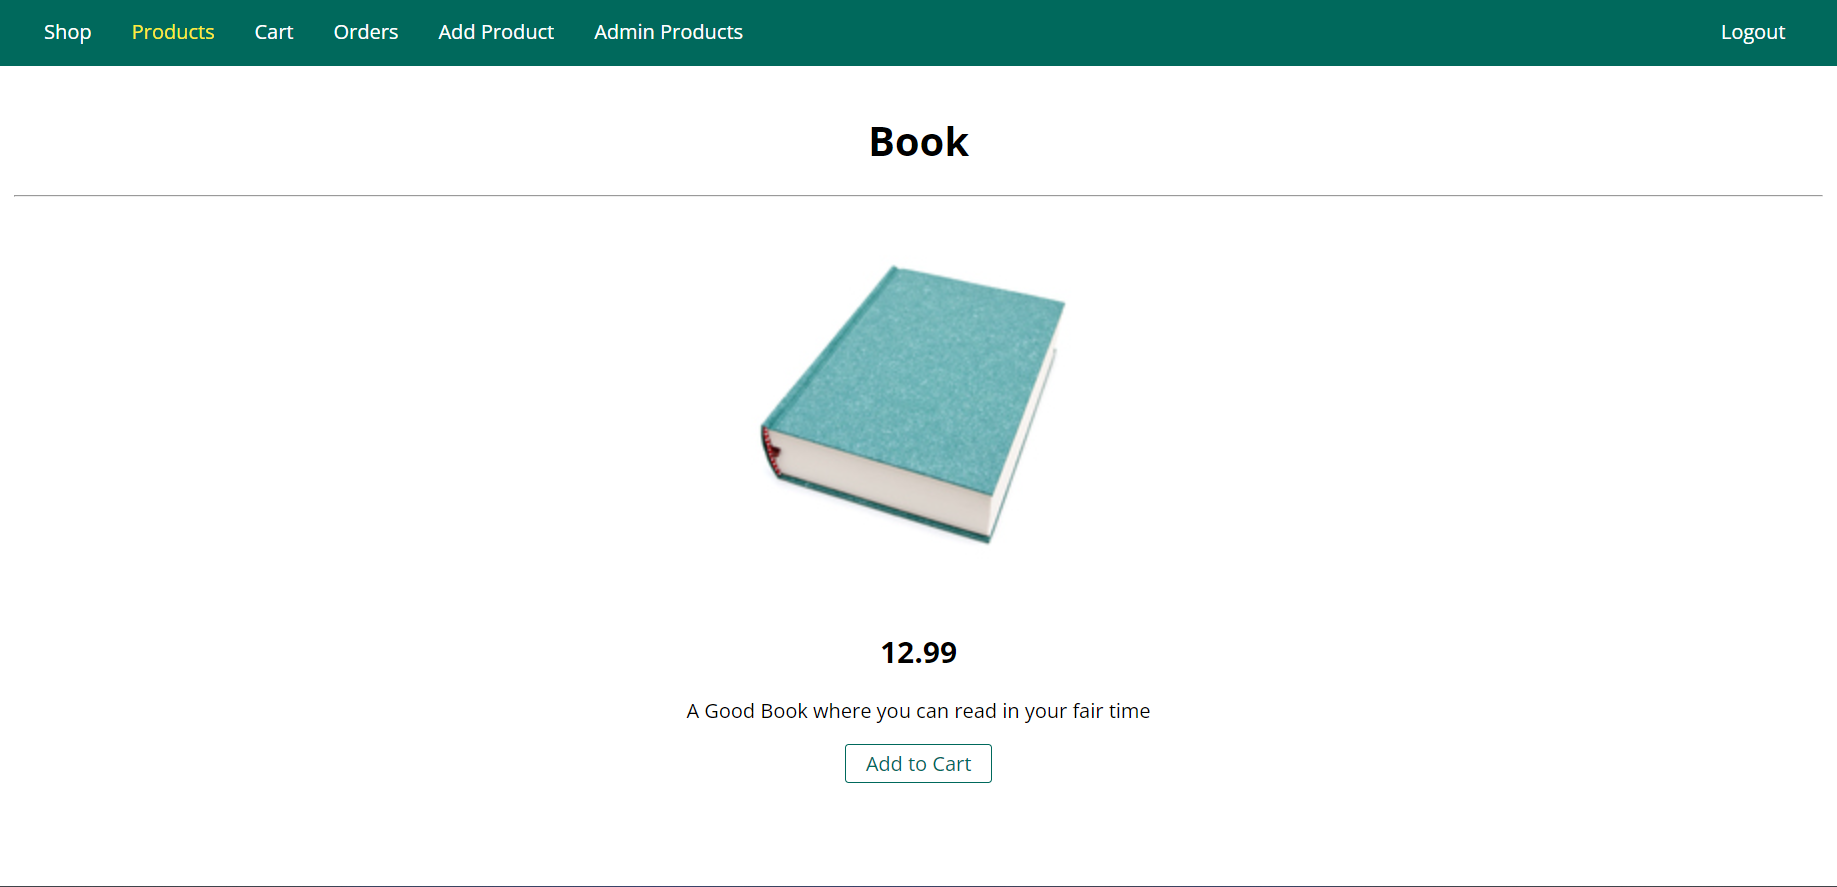 Shop Products Cart Orders Add Product Admin Products Logout
Book
12.99
A Good Book where you can read in your fair time
Add to Cart